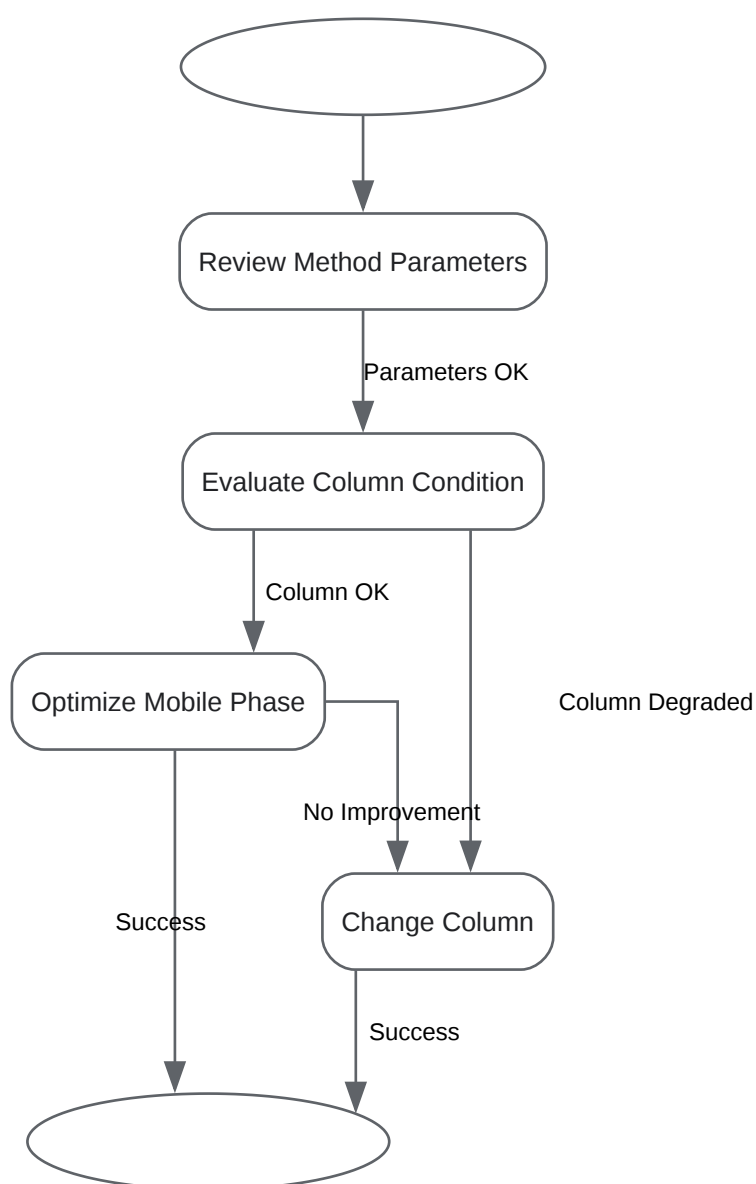 Review Method Parameters
Parameters OK
Evaluate Column Condition
Column OK
Optimize Mobile Phase
Column Degraded
No Improvement
Success
Change Column
Success